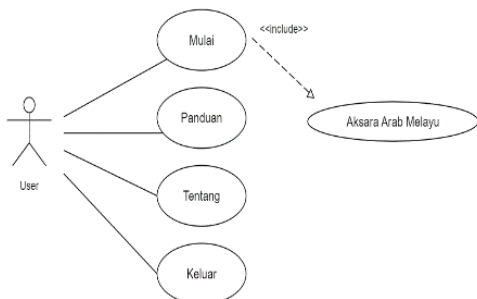 Mulai
<<include>>
Panduan
Aksara Arab Melayu
User
Tentang
Keluar